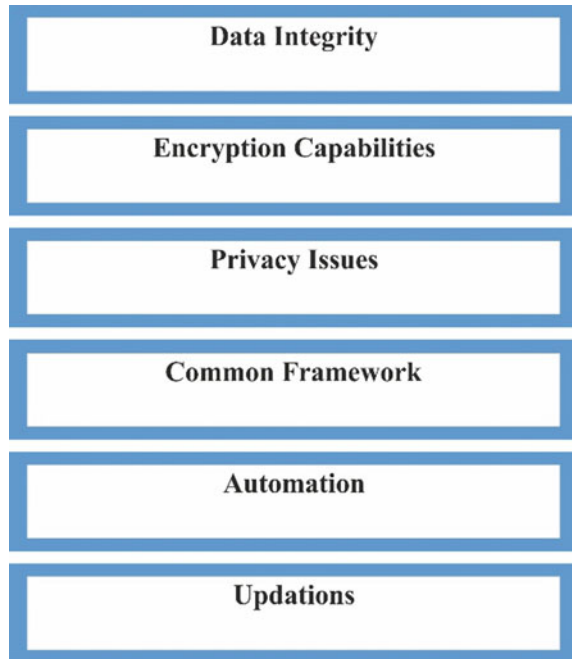 Data Integrity
Encryption Capabilities
Privacy Issues
Common Framework
Automation
Updations